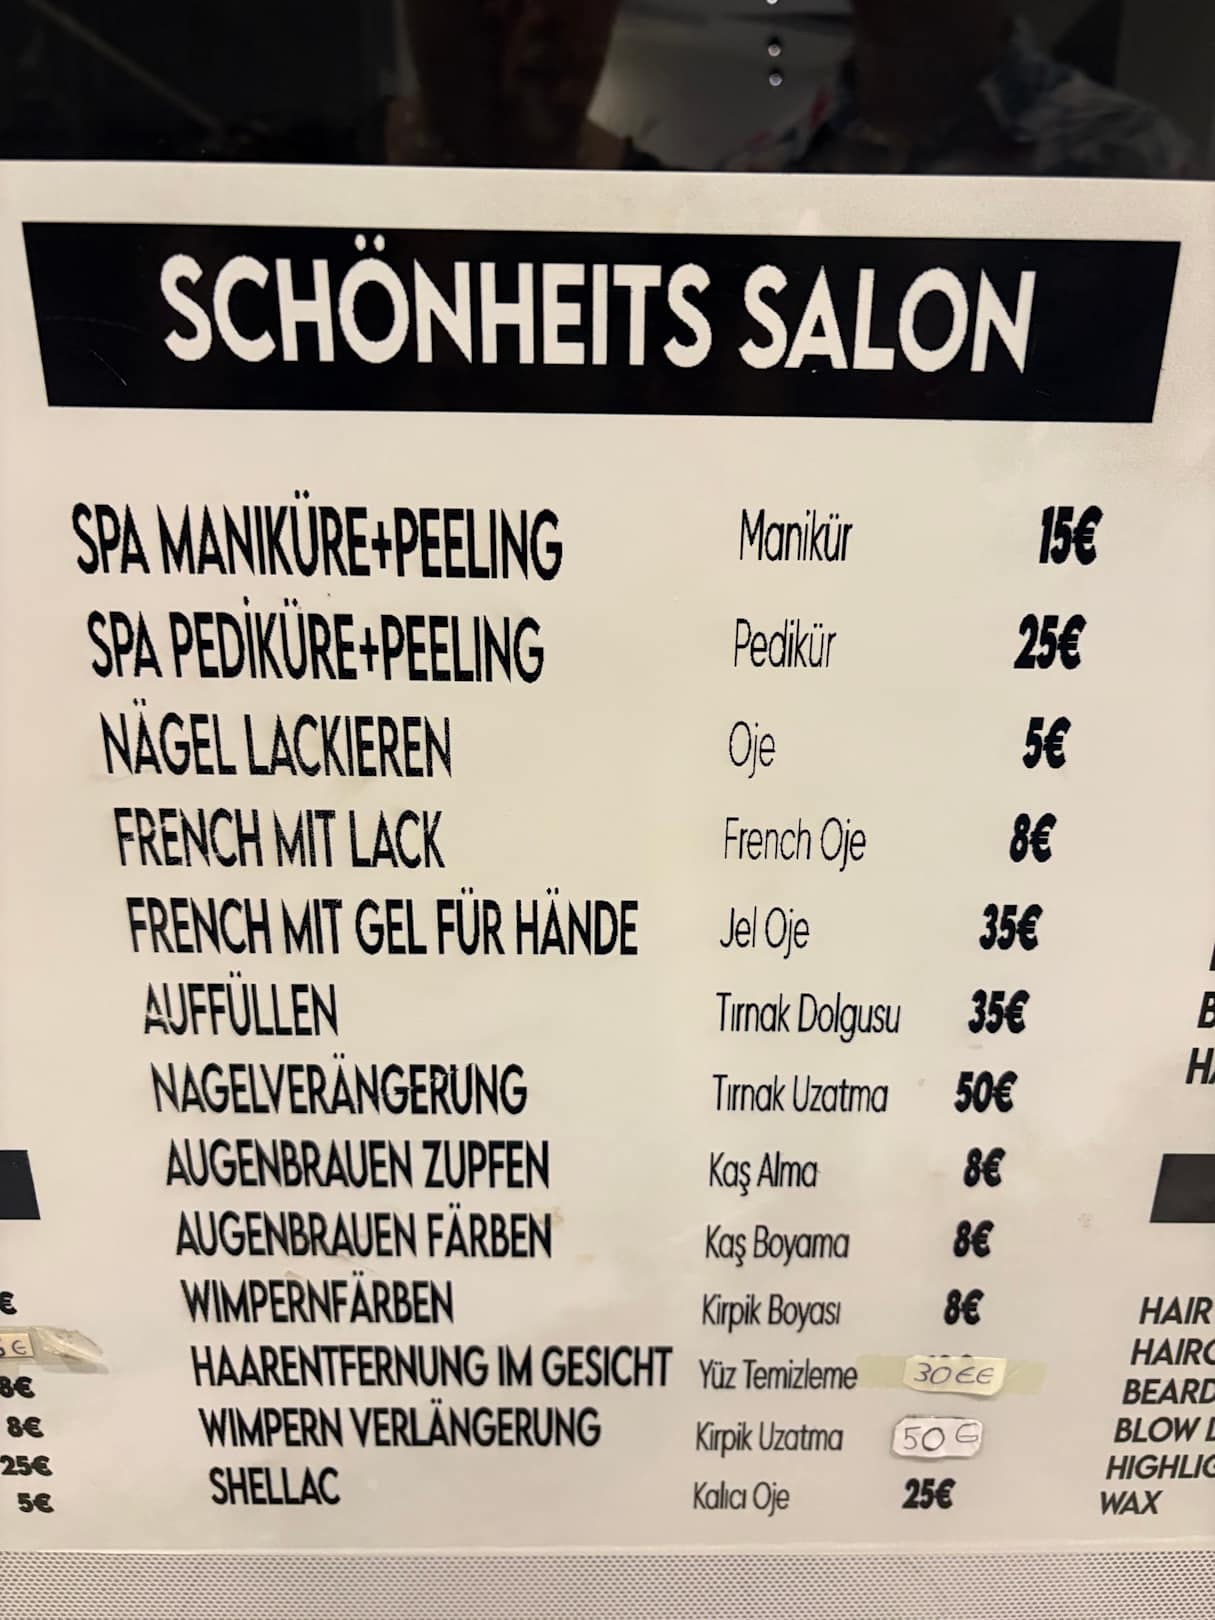 SCHÖNHEITS SALON
SPA MANIKÜRE+PEELING Manikür 15€
SPA PEDİKÜRE+PEELING Pedikür 25€
NÄGEL LACKIEREN Oje 5€
FRENCH MIT LACK French Oje 8€
FRENCH MIT GEL FÜR HÄNDE Jel Oje 35€
AUFFÜLLEN Tırnak Dolgusu 35€
NAGELVERÄNGERUNG Tırnak Uzatma 50€
AUGENBRAUEN ZUPFEN Kaş Alma 8€
AUGENBRAUEN FÄRBEN Kaş Boyama 8€
WIMPERNFÄRBEN Kirpik Boyası 8€
HAARENTFERNUNG IM GESICHT Yüz Temizleme 30€€
WIMPERN VERLÄNGERUNG Kirpik Uzatma 50€
SHELLAC Kalıcı Oje 25€
€
€
8€
8€
25€
5€
HAIR
BEARD
BLOW
WAX